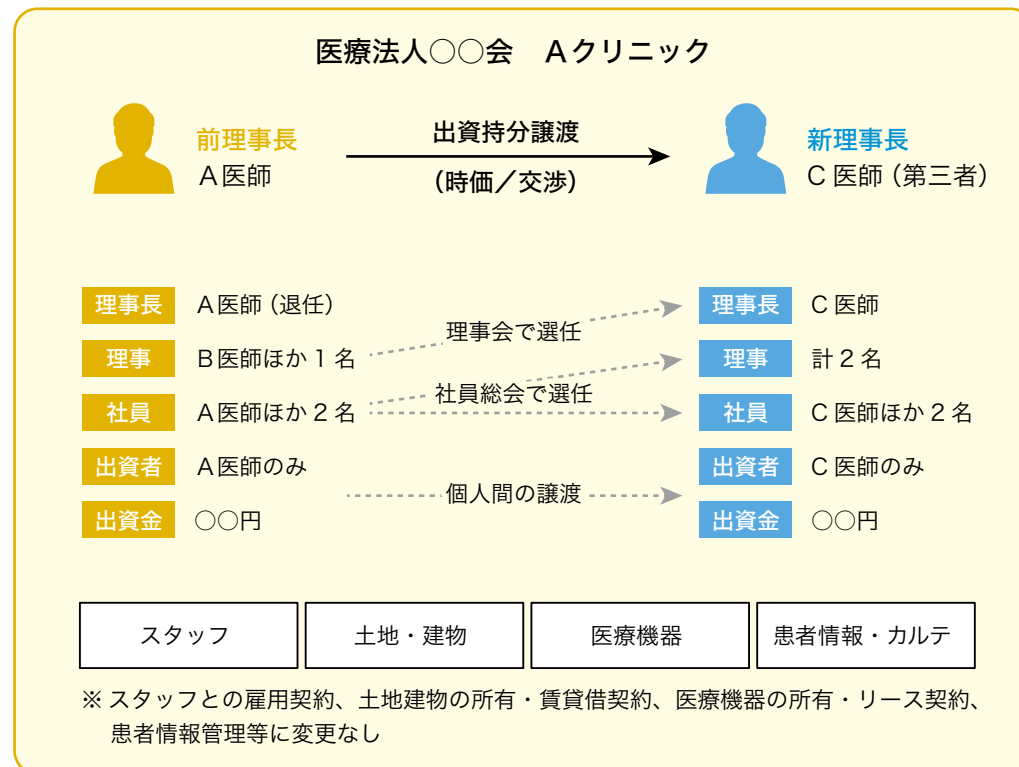 医療法人○○会　Aクリニック
前理事長
A医師
出資持分譲渡
（時価／交渉）
新理事長
C 医師（第三者）
理事長 A医師（退任）
理事長 C 医師
理事会で選任
理事 B医師ほか 1 名
理事 計 2 名
社員総会で選任
社員 A医師ほか 2 名
社員 C 医師ほか 2 名
出資者 A医師のみ
出資者 C 医師のみ
個人間の譲渡
出資金 ○○円
出資金 ○○円
スタッフ 土地・建物 医療機器 患者情報・カルテ
※ スタッフとの雇用契約、土地建物の所有・賃貸借契約、医療機器の所有・リース契約、
患者情報管理等に変更なし